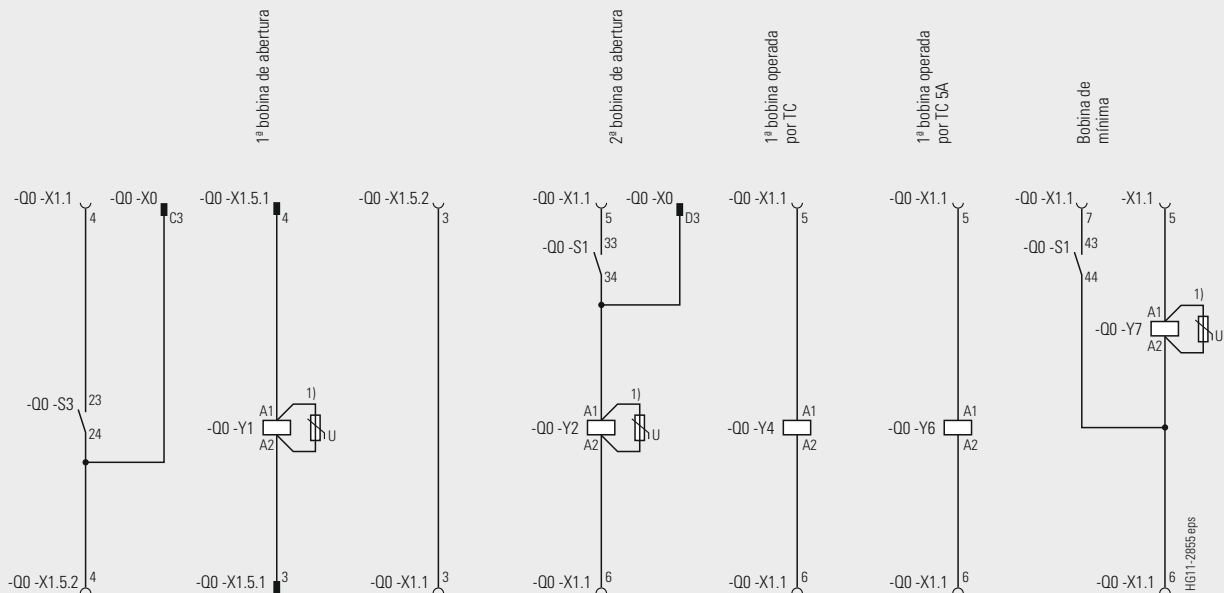 1ª bobina de abertura
2ª bobina de abertura
1ª bobina operada
por TC
1ª bobina operada
por TC 5A
Bobina de
mínima
-Q0 -X1.1
4
-Q0 -X0
C3
-Q0 -X1.5.1
4
-Q0 -X1.5.2
3
-Q0 -X1.1
5
-Q0 -X0
D3
-Q0 -X1.1
5
-Q0 -X1.1
5
-Q0 -X1.1
7
-X1.1
5
-Q0 -S1
33
34
-Q0 -S1
43
44
-Q0 -Y7
A1
A2
1)
U
-Q0 -S3
23
24
-Q0 -Y1
A1
A2
1)
U
-Q0 -Y2
A1
A2
1)
U
-Q0 -Y4
A1
A2
-Q0 -Y6
A1
A2
-Q0 -X1.5.2
4
-Q0 -X1.5.1
3
-Q0 -X1.1
3
-Q0 -X1.1
6
-Q0 -X1.1
6
-Q0 -X1.1
6
-Q0 -X1.1
6
HG11-2855 eps